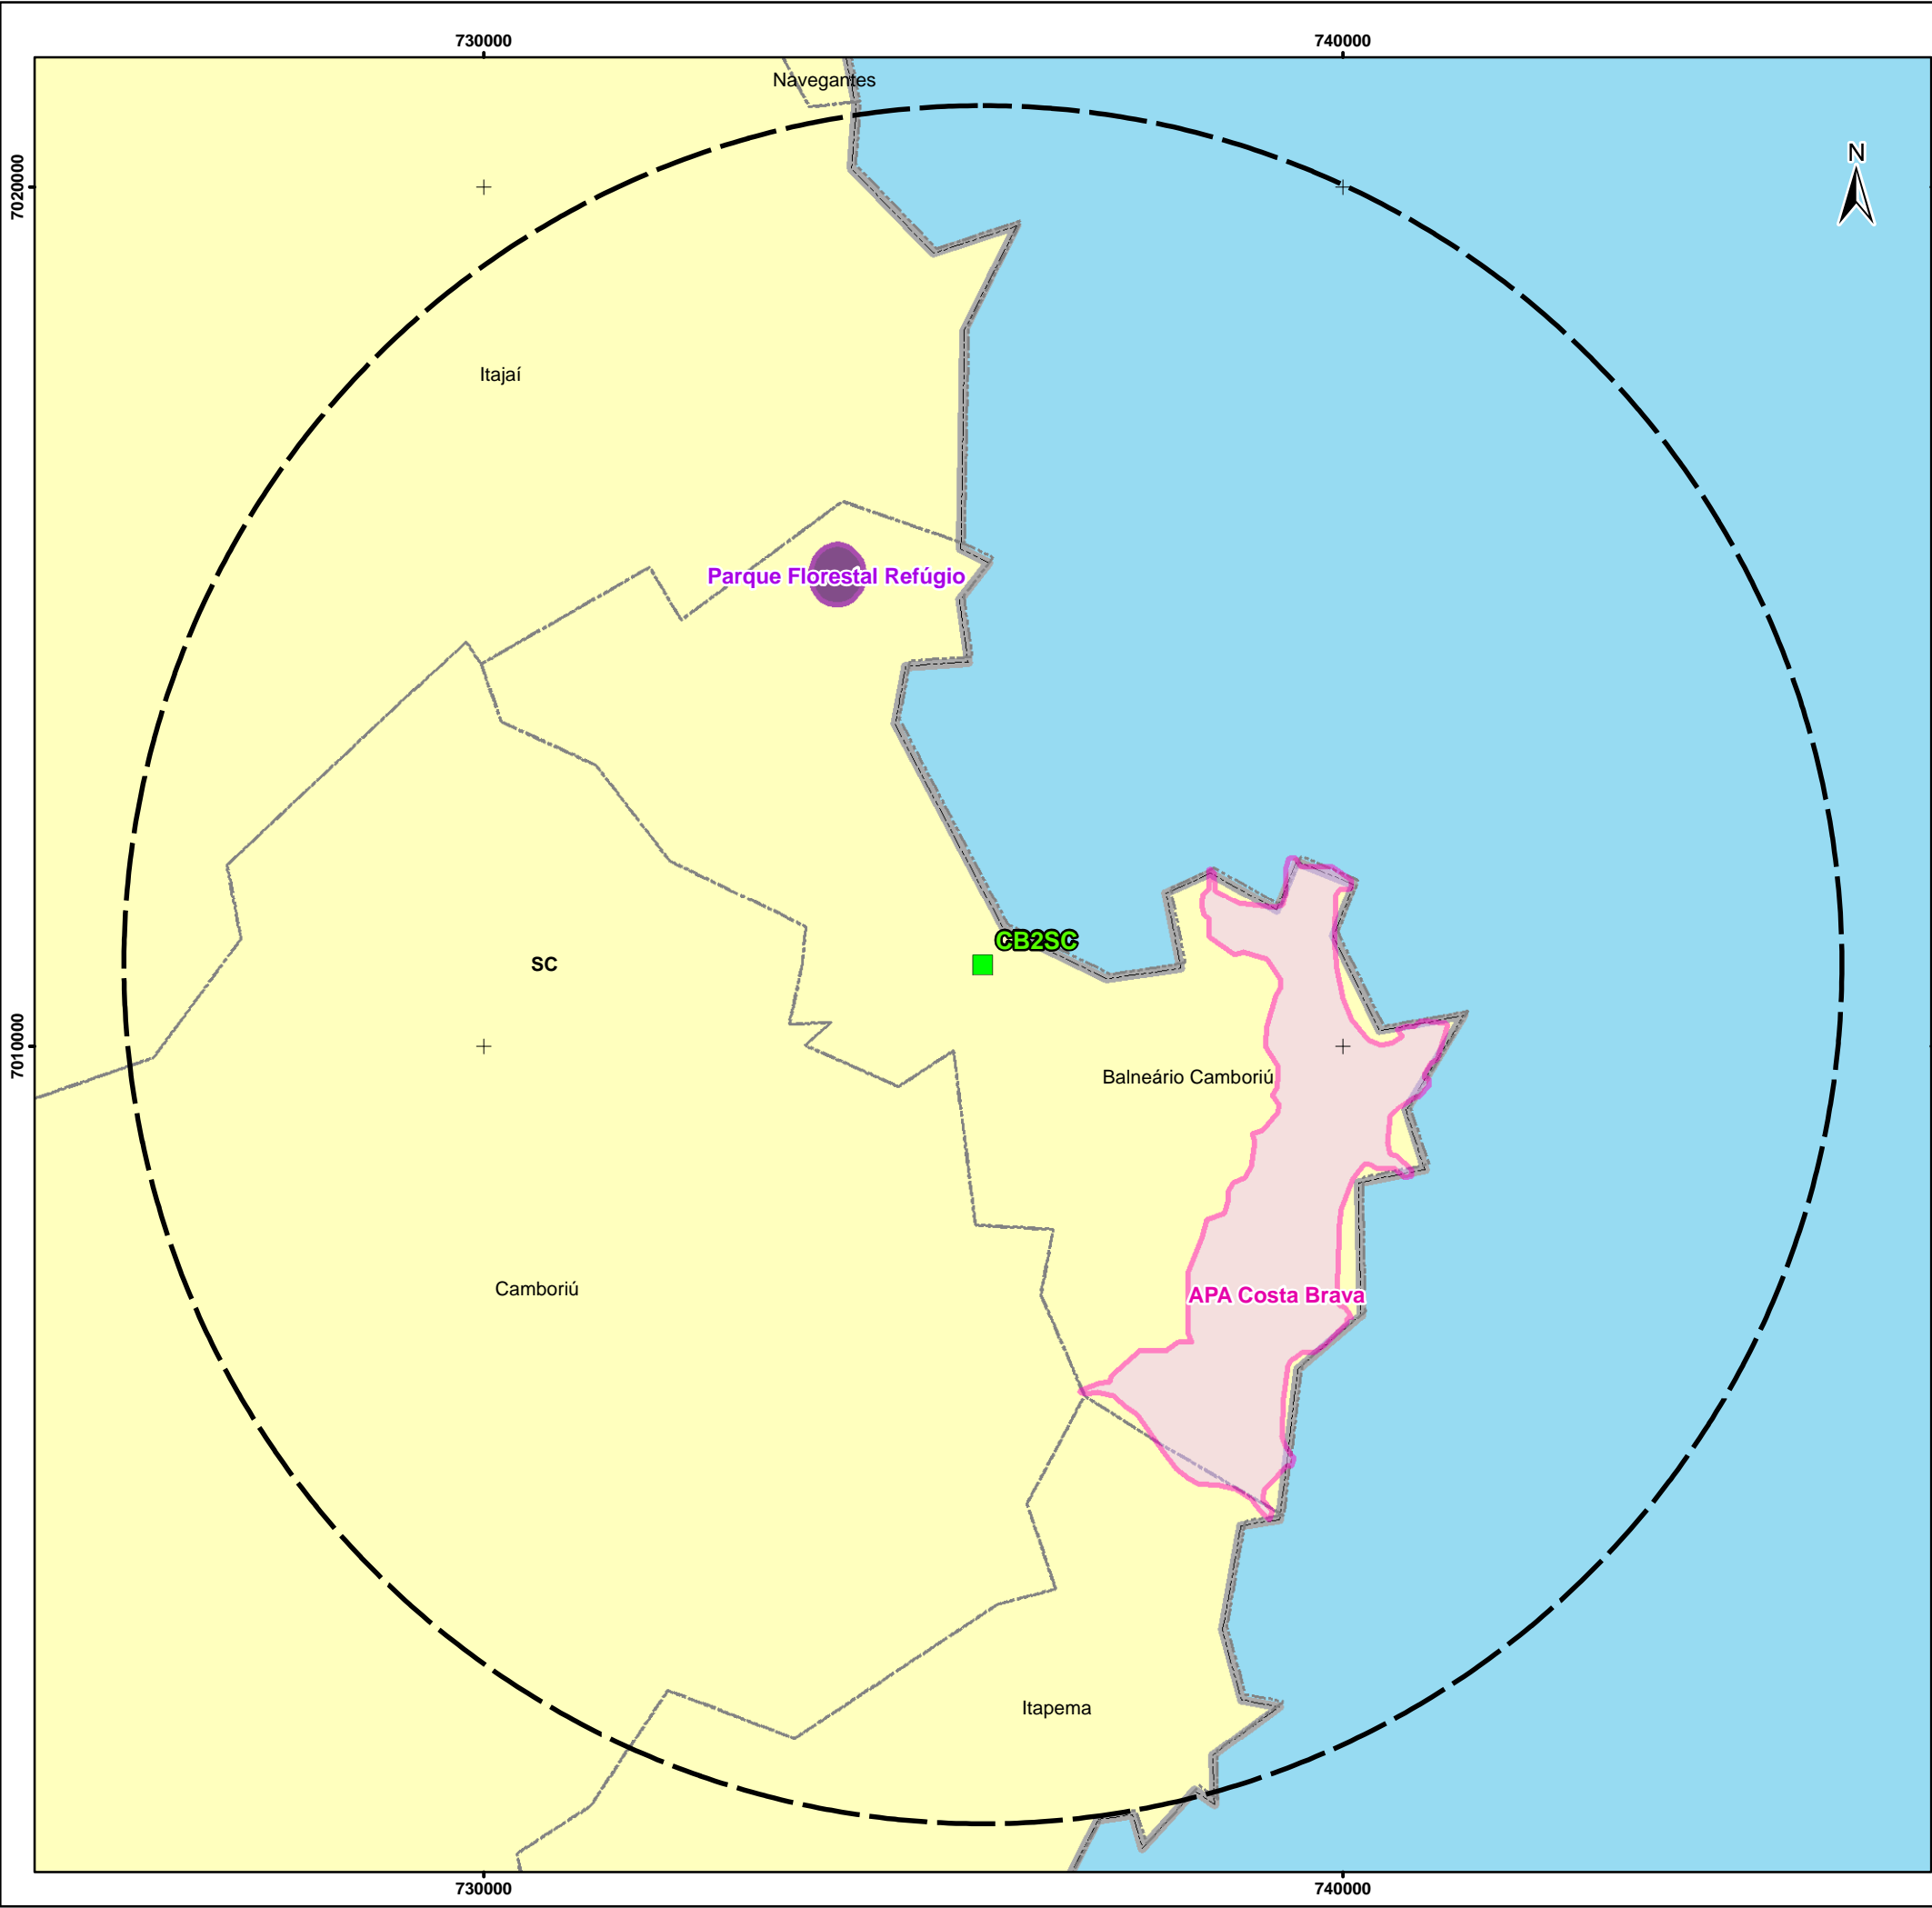 730000
740000
Navegantes
N
7020000
Itajaí
Parque Florestal Refúgio
CB2SC
SC
7010000
Balneário Camboriú
Camboriú
APA Costa Brava
Itapema
730000
740000